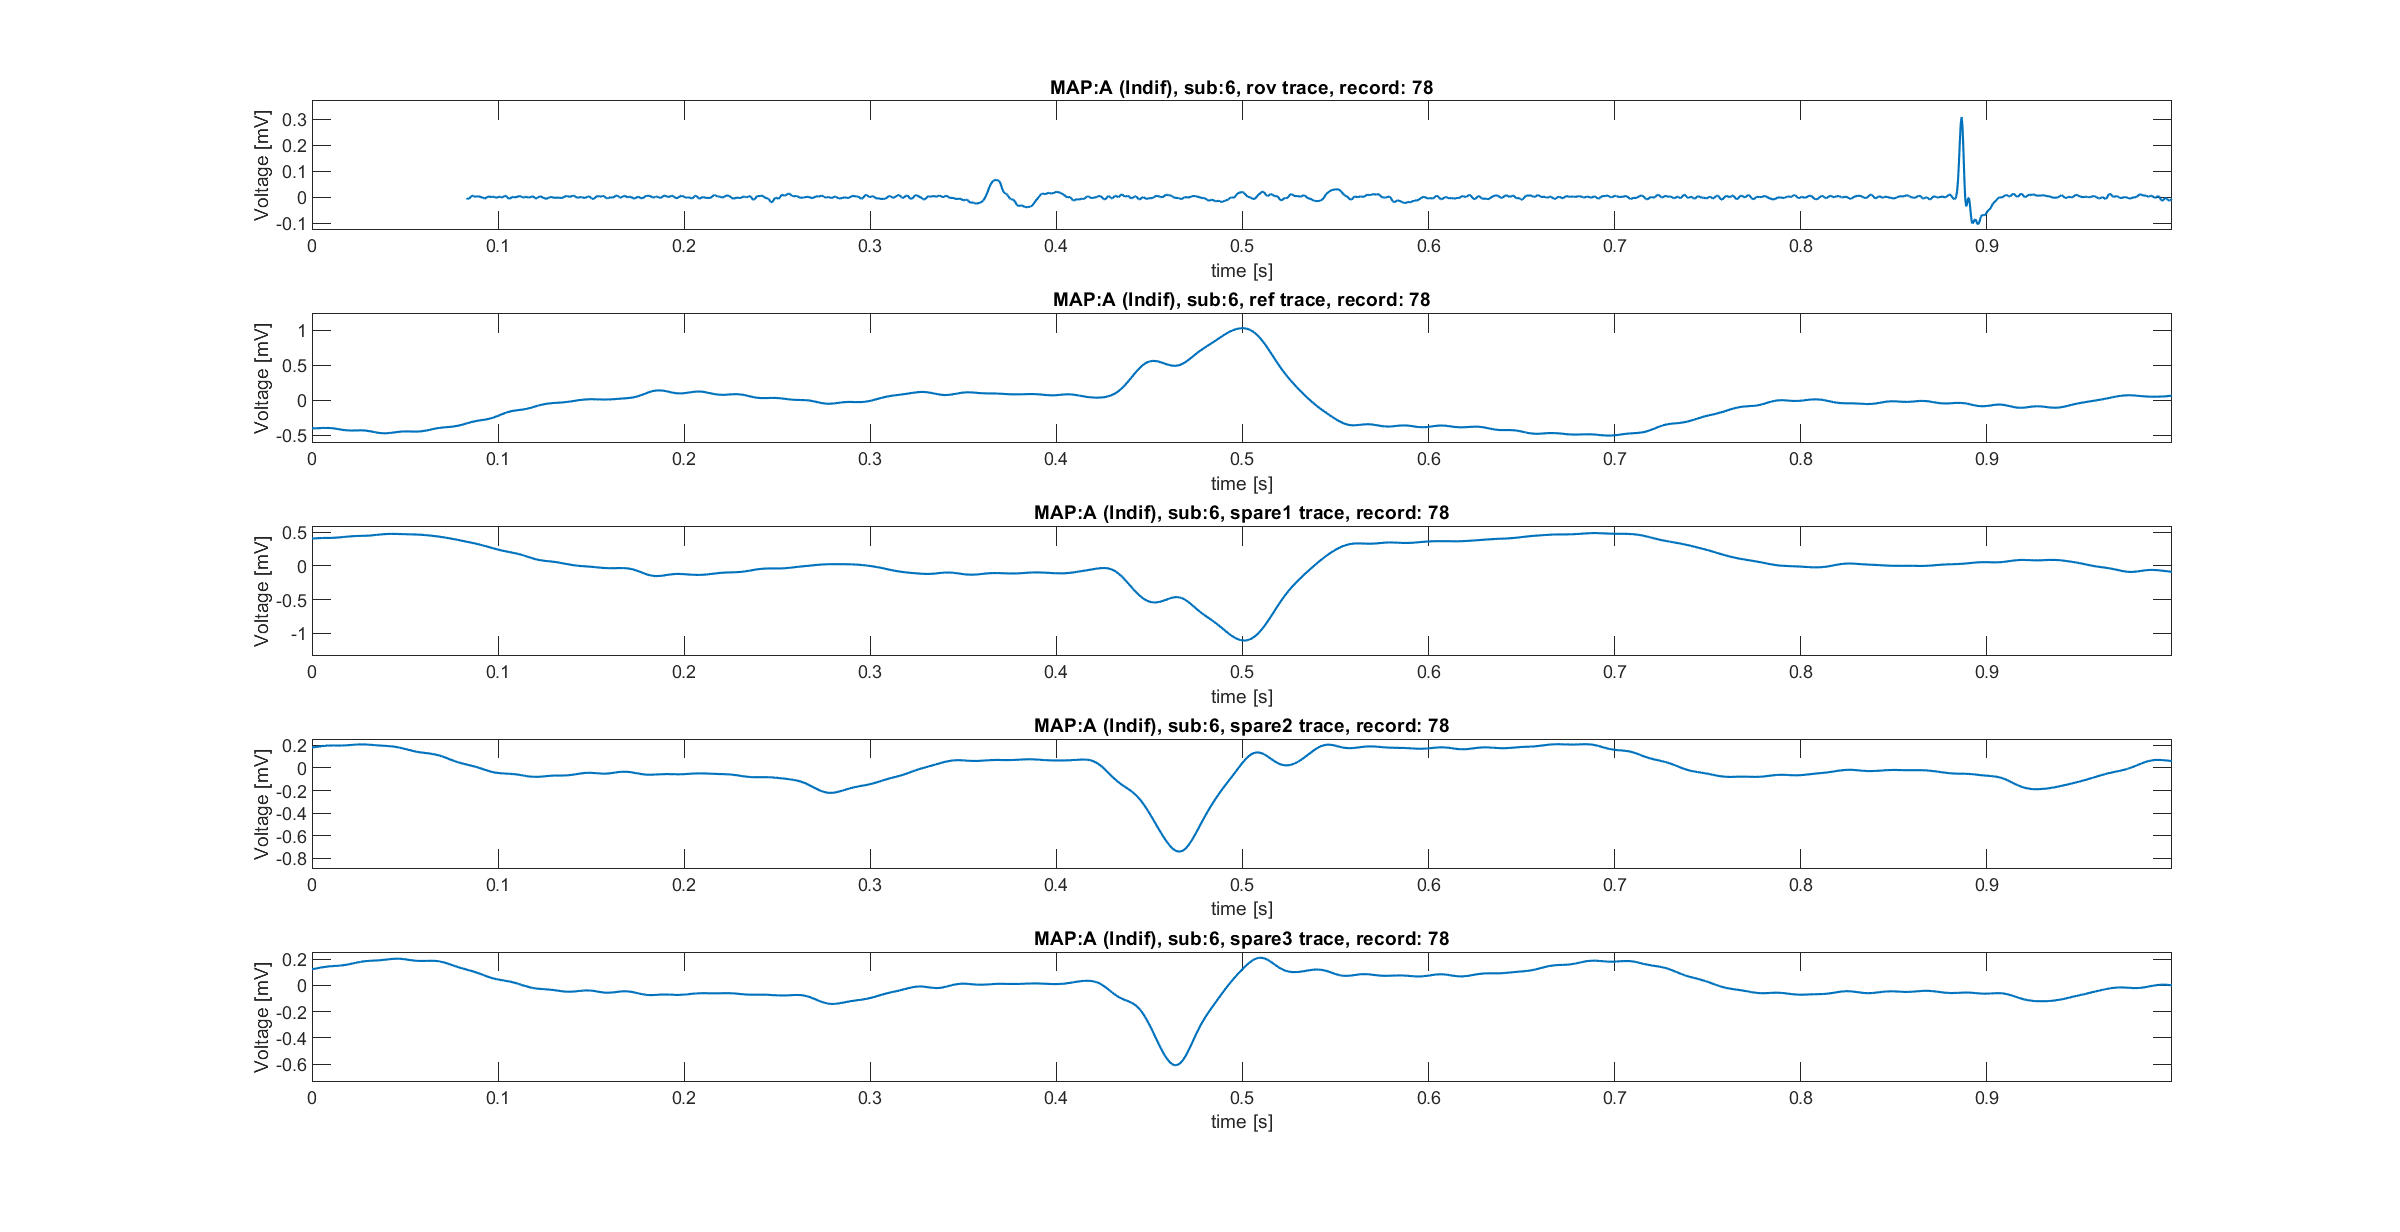 MAP:A (Indif), sub:6, rov trace, record: 78
Voltage [mV]
0.3
0.2
0.1
0
-0.1
0 0.1 0.2 0.3 0.4 0.5 0.6 0.7 0.8 0.9
time [s]
MAP:A (Indif), sub:6, ref trace, record: 78
Voltage [mV]
1
0.5
0
-0.5
0 0.1 0.2 0.3 0.4 0.5 0.6 0.7 0.8 0.9
time [s]
MAP:A (Indif), sub:6, spare1 trace, record: 78
Voltage [mV]
0.5
0
-0.5
-1
0 0.1 0.2 0.3 0.4 0.5 0.6 0.7 0.8 0.9
time [s]
MAP:A (Indif), sub:6, spare2 trace, record: 78
Voltage [mV]
0.2
0
-0.2
-0.4
-0.6
-0.8
0 0.1 0.2 0.3 0.4 0.5 0.6 0.7 0.8 0.9
time [s]
MAP:A (Indif), sub:6, spare3 trace, record: 78
Voltage [mV]
0.2
0
-0.2
-0.4
-0.6
0 0.1 0.2 0.3 0.4 0.5 0.6 0.7 0.8 0.9
time [s]